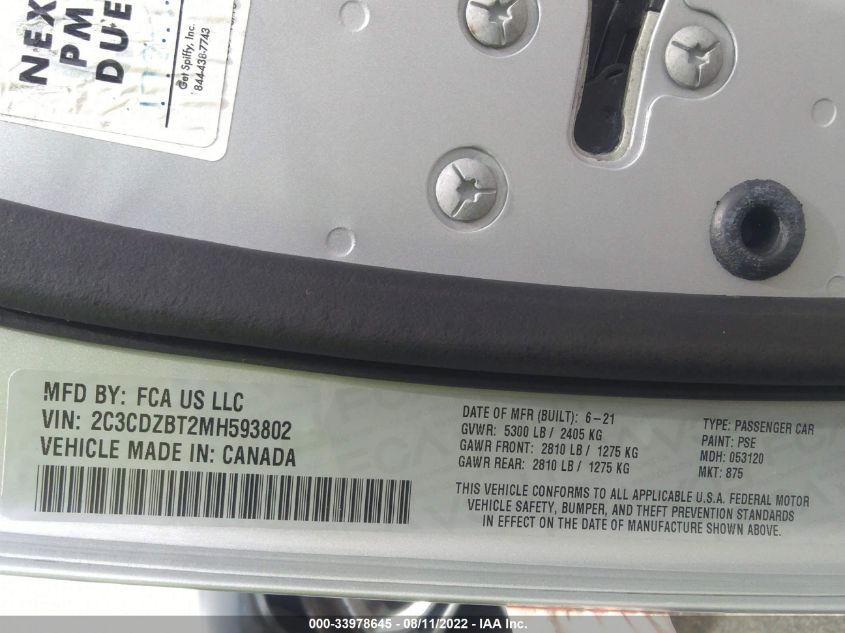 NEX
PM
DUE
Get Spiffy, Inc.
844-438-7743
MFD BY: FCA US LLC
VIN: 2C3CDZBT2MH593802
VEHICLE MADE IN: CANADA
DATE OF MFR (BUILT): 6-21
GVWR: 5300 LB / 2405 KG
GAWR FRONT: 2810 LB / 1275 KG
GAWR REAR: 2810 LB / 1275 KG
TYPE: PASSENGER CAR
PAINT: PSE
MDH: 053120
MKT: 875
THIS VEHICLE CONFORMS TO ALL APPLICABLE U.S.A. FEDERAL MOTOR
VEHICLE SAFETY, BUMPER, AND THEFT PREVENTION STANDARDS
IN EFFECT ON THE DATE OF MANUFACTURE SHOWN ABOVE.
000-33978645 - 08/11/2022 - IAA Inc.